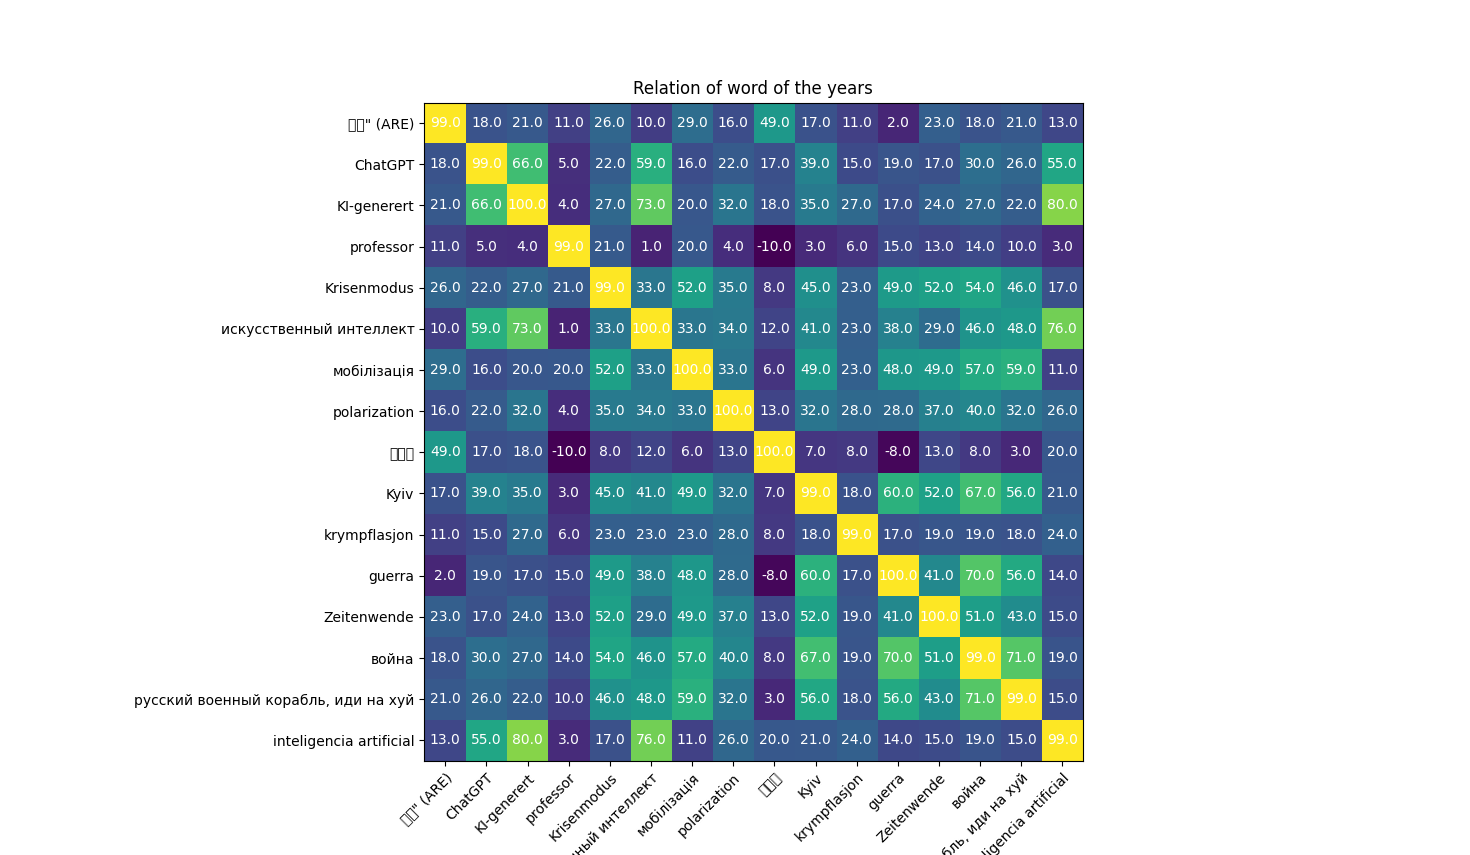 Relation of word of the years
" (ARE) 99.0 18.0 21.0 11.0 26.0 10.0 29.0 16.0 49.0 17.0 11.0 2.0 23.0 18.0 21.0 13.0
ChatGPT 18.0 99.0 66.0 5.0 22.0 59.0 16.0 22.0 17.0 39.0 15.0 19.0 17.0 30.0 26.0 55.0
KI-generert 21.0 66.0 100.0 4.0 27.0 73.0 20.0 32.0 18.0 35.0 27.0 17.0 24.0 27.0 22.0 80.0
professor 11.0 5.0 4.0 99.0 21.0 1.0 20.0 4.0 -10.0 3.0 6.0 15.0 13.0 14.0 10.0 3.0
Krisenmodus 26.0 22.0 27.0 21.0 99.0 33.0 52.0 35.0 8.0 45.0 23.0 49.0 52.0 54.0 46.0 17.0
искусственный интеллект 10.0 59.0 73.0 1.0 33.0 100.0 33.0 34.0 12.0 41.0 23.0 38.0 29.0 46.0 48.0 76.0
мобілізація 29.0 16.0 20.0 20.0 52.0 33.0 100.0 33.0 6.0 49.0 23.0 48.0 49.0 57.0 59.0 11.0
polarization 16.0 22.0 32.0 4.0 35.0 34.0 33.0 100.0 13.0 32.0 28.0 28.0 37.0 40.0 32.0 26.0
49.0 17.0 18.0 -10.0 8.0 12.0 6.0 13.0 100.0 7.0 8.0 -8.0 13.0 8.0 3.0 20.0
Kyiv 17.0 39.0 35.0 3.0 45.0 41.0 49.0 32.0 7.0 99.0 18.0 60.0 52.0 67.0 56.0 21.0
krympflasjon 11.0 15.0 27.0 6.0 23.0 23.0 23.0 28.0 8.0 18.0 99.0 17.0 19.0 19.0 18.0 24.0
guerra 2.0 19.0 17.0 15.0 49.0 38.0 48.0 28.0 -8.0 60.0 17.0 100.0 41.0 70.0 56.0 14.0
Zeitenwende 23.0 17.0 24.0 13.0 52.0 29.0 49.0 37.0 13.0 52.0 19.0 41.0 100.0 51.0 43.0 15.0
война 18.0 30.0 27.0 14.0 54.0 46.0 57.0 40.0 8.0 67.0 19.0 70.0 51.0 99.0 71.0 19.0
русский военный корабль, иди на хуй 21.0 26.0 22.0 10.0 46.0 48.0 59.0 32.0 3.0 56.0 18.0 56.0 43.0 71.0 99.0 15.0
inteligencia artificial 13.0 55.0 80.0 3.0 17.0 76.0 11.0 26.0 20.0 21.0 24.0 14.0 15.0 19.0 15.0 99.0
" (ARE)
ChatGPT
KI-generert
professor
Krisenmodus
нный интеллект
мобілізація
polarization
Kyiv
krympflasjon
guerra
Zeitenwende
война
бль, иди на хуй
ligencia artificial